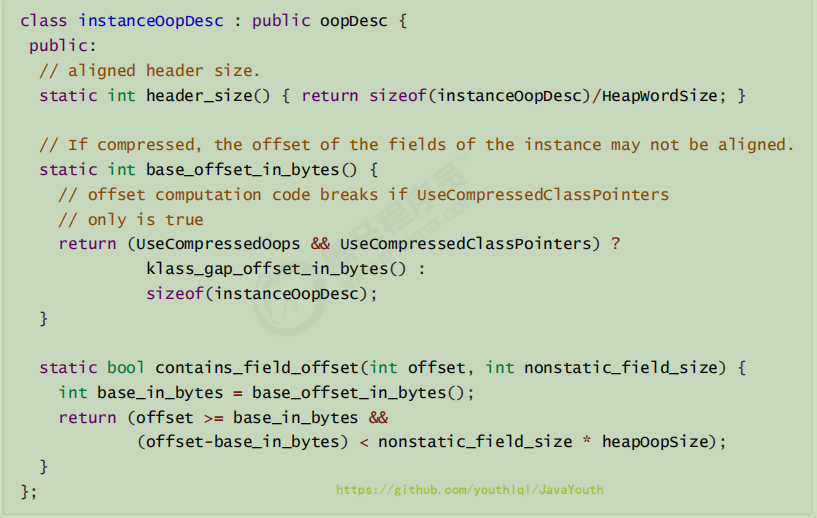 class instanceOopDesc : public oopDesc {
public:
// aligned header size.
static int header_size() { return sizeof(instanceOopDesc)/HeapWordSize; }
// If compressed, the offset of the fields of the instance may not be aligned.
static int base_offset_in_bytes() {
// offset computation code breaks if UseCompressedClassPointers
// only is true
return (UseCompressedOops && UseCompressedClassPointers) ?
klass_gap_offset_in_bytes() :
sizeof(instanceOopDesc);
}
static bool contains_field_offset(int offset, int nonstatic_field_size) {
int base_in_bytes = base_offset_in_bytes();
return (offset >= base_in_bytes &&
(offset-base_in_bytes) < nonstatic_field_size * heapOopSize);
}
};
https://github.com/youthlql/JavaYouth